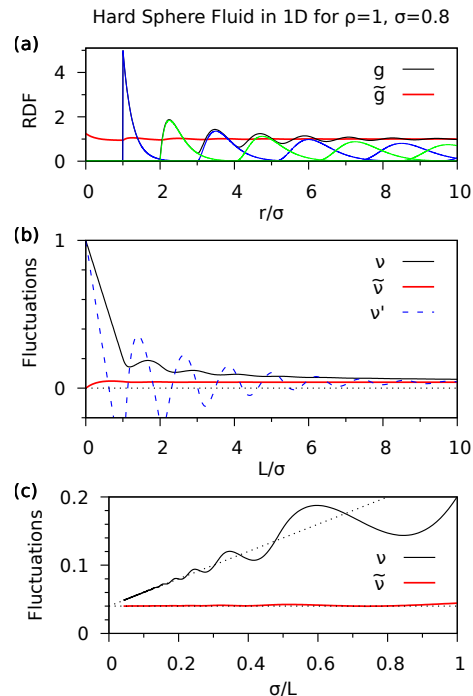 Hard Sphere Fluid in 1D for ρ=1, σ=0.8
(a)
RDF
4
2
0
g
g̃
0 2 4 6 8 10
r/σ
(b)
Fluctuations
1
0
ν
ν̃
ν'
0 2 4 6 8 10
L/σ
(c)
Fluctuations
0.2
0.1
0
ν
ν̃
0 0.2 0.4 0.6 0.8 1
σ/L